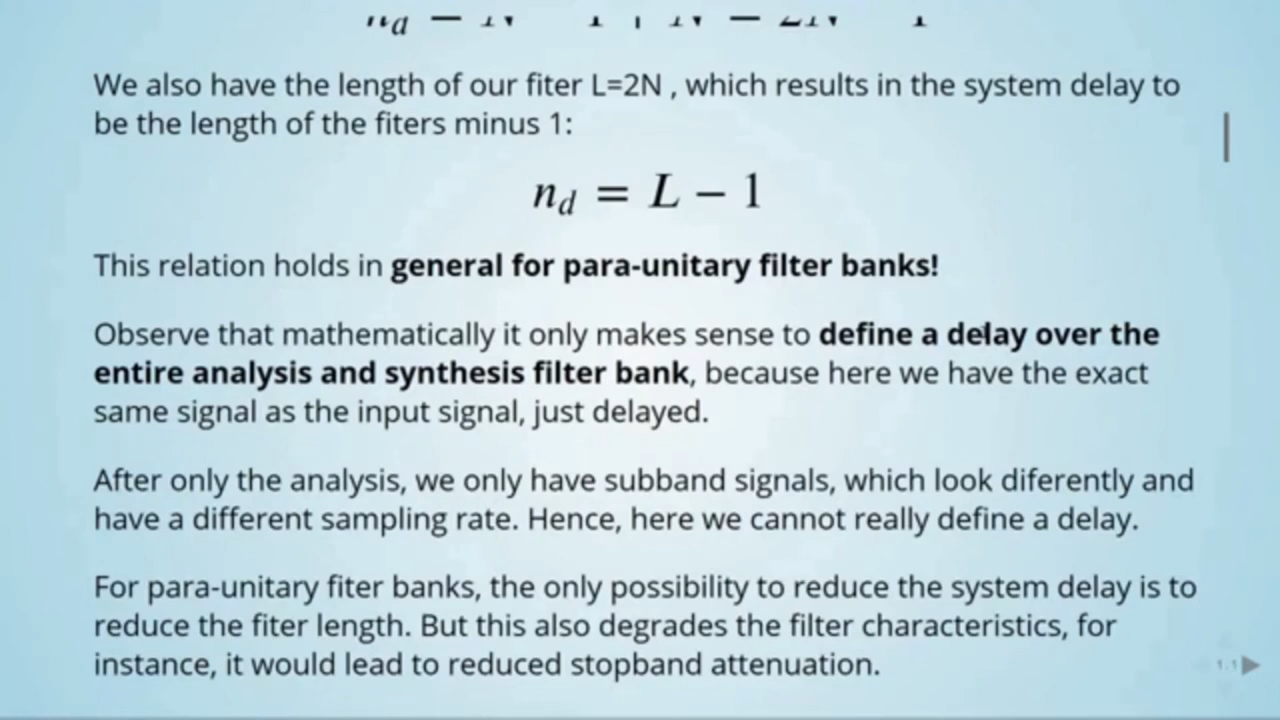 We also have the length of our fiter L=2N , which results in the system delay to
be the length of the fiters minus 1:
n_d = L − 1
This relation holds in general for para-unitary filter banks!
Observe that mathematically it only makes sense to define a delay over the
entire analysis and synthesis filter bank, because here we have the exact
same signal as the input signal, just delayed.
After only the analysis, we only have subband signals, which look diferently and
have a different sampling rate. Hence, here we cannot really define a delay.
For para-unitary fiter banks, the only possibility to reduce the system delay is to
reduce the fiter length. But this also degrades the filter characteristics, for
instance, it would lead to reduced stopband attenuation.